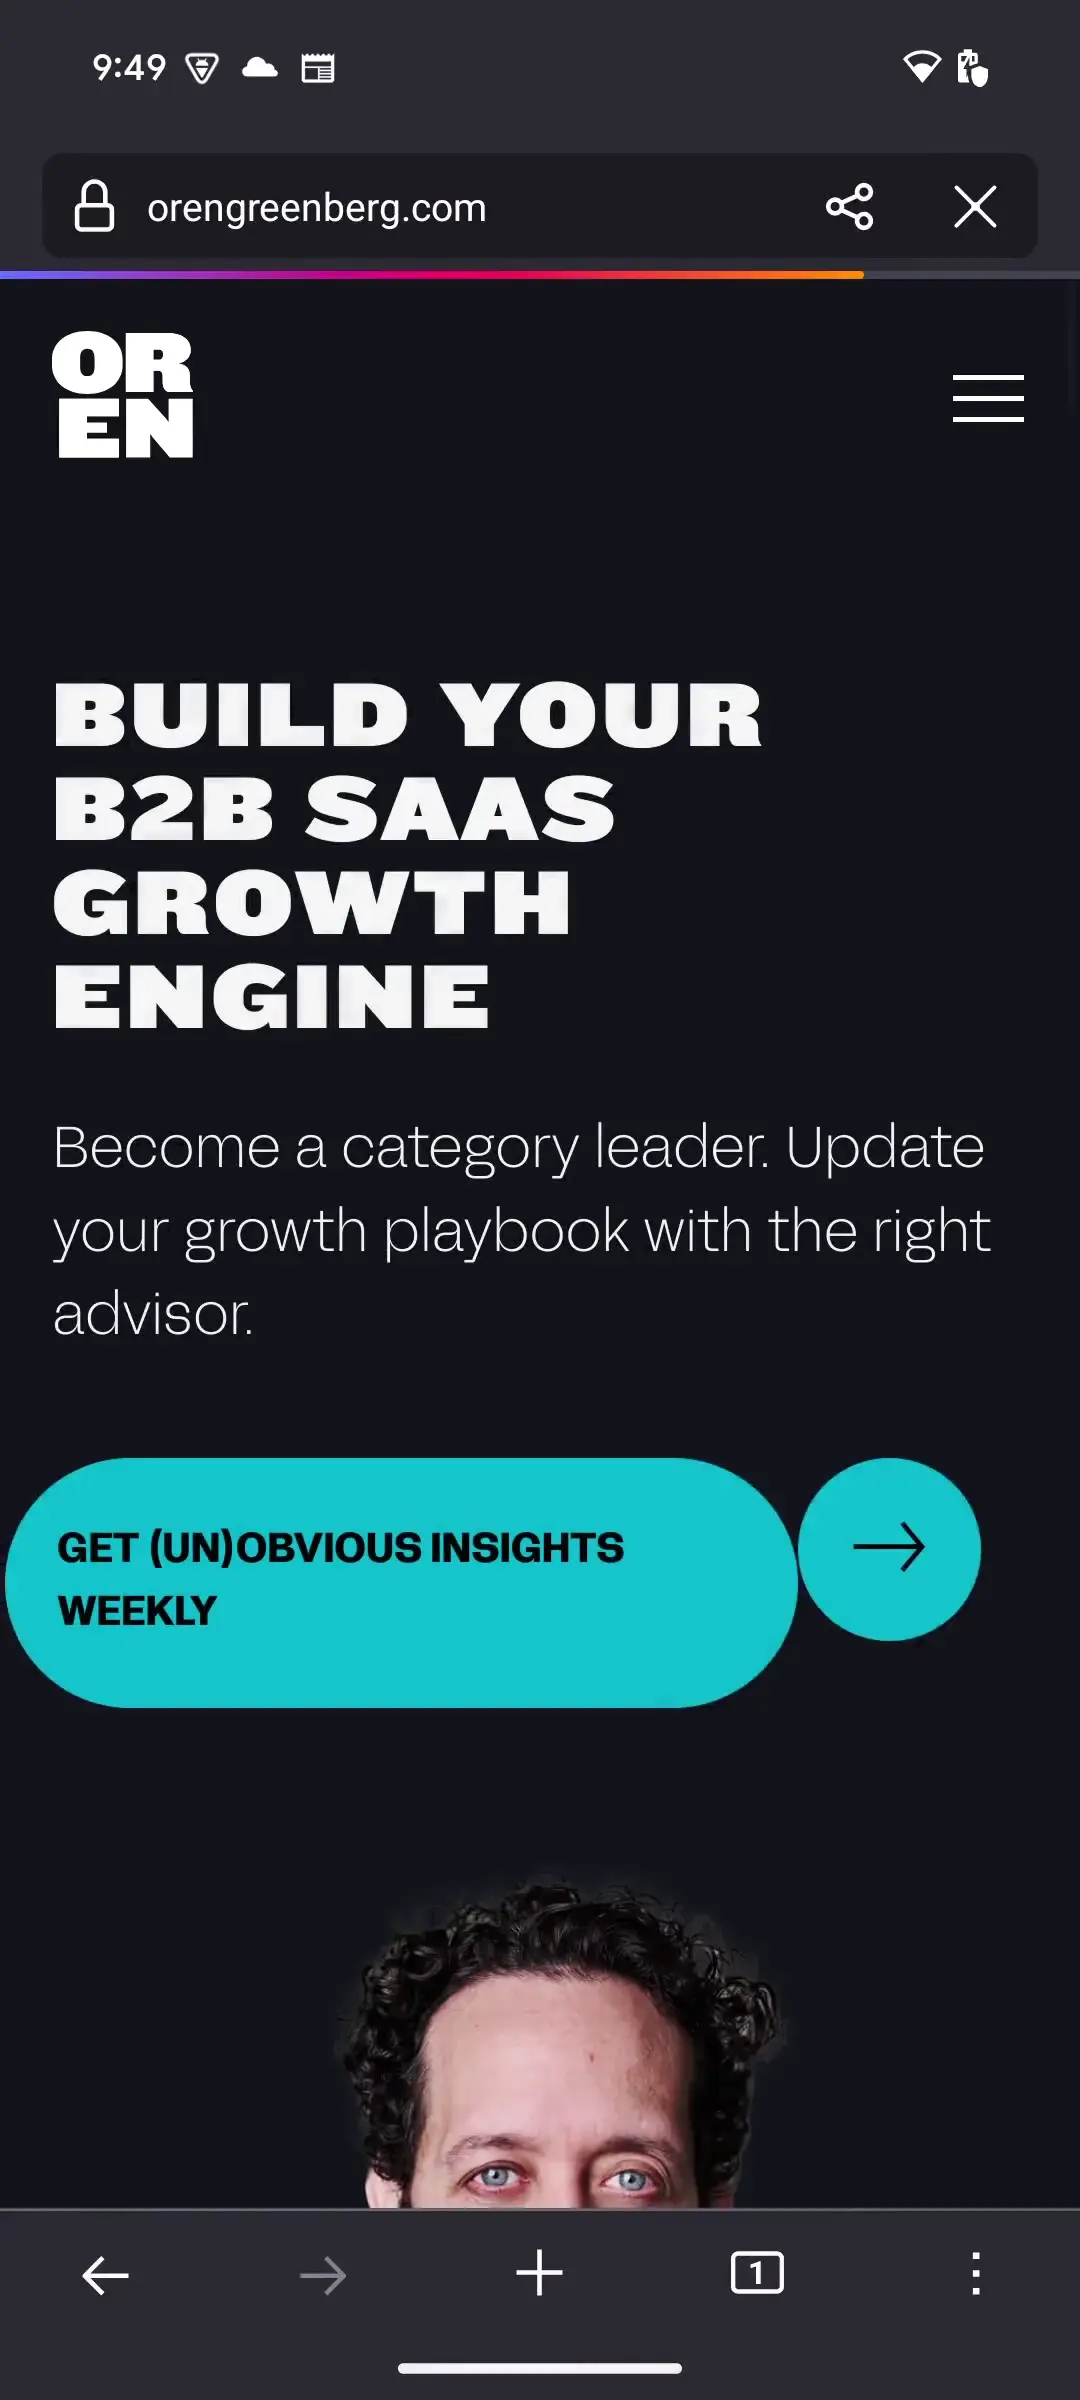 9:49
orengreenberg.com
OR
EN
BUILD YOUR
B2B SAAS
GROWTH
ENGINE
Become a category leader. Update
your growth playbook with the right
advisor.
GET (UN)OBVIOUS INSIGHTS
WEEKLY
1